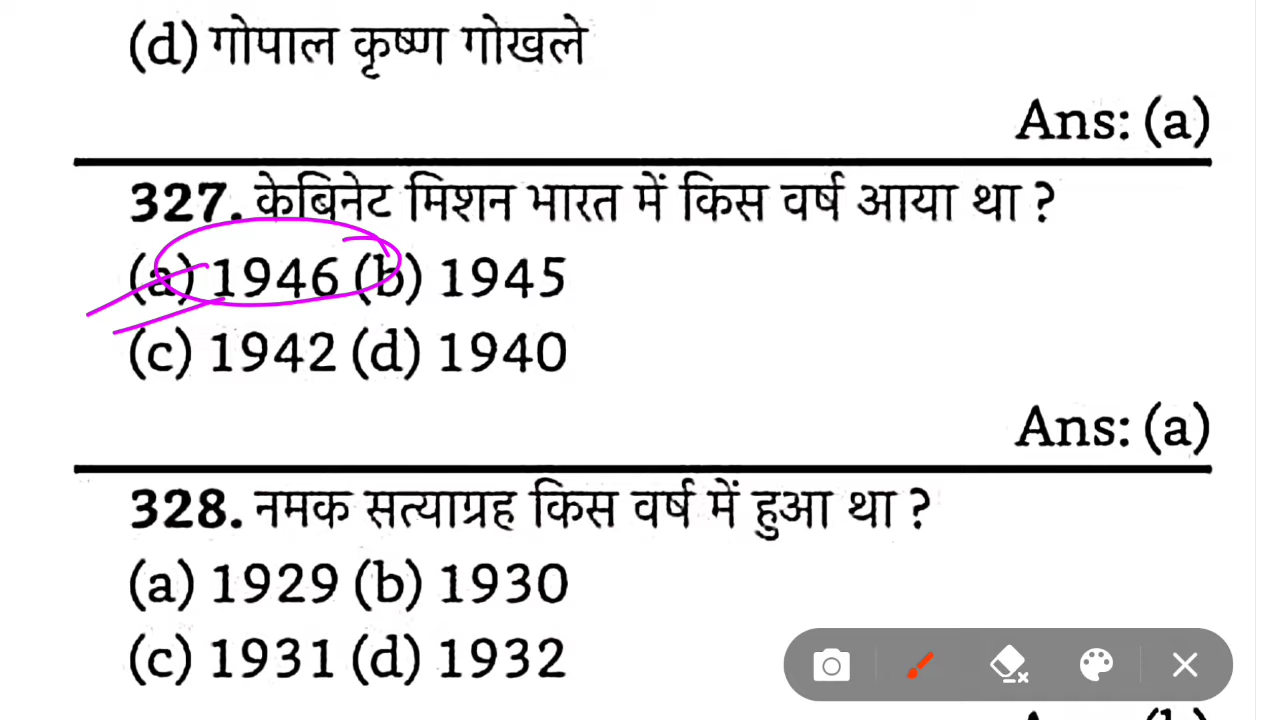 (d) गोपाल कृष्ण गोखले
Ans: (a)
327. केबिनेट मिशन भारत में किस वर्ष आया था ?
(a) 1946 (b) 1945
(c) 1942 (d) 1940
Ans: (a)
328. नमक सत्याग्रह किस वर्ष में हुआ था ?
(a) 1929 (b) 1930
(c) 1931 (d) 1932